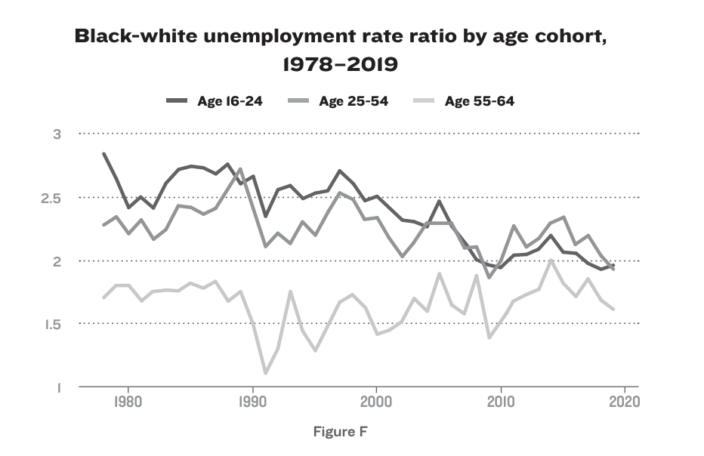 Black-white unemployment rate ratio by age cohort,
1978–2019
Age 16-24 Age 25-54 Age 55-64
3
2.5
2
1.5
1
1980 1990 2000 2010 2020
Figure F